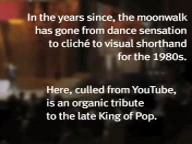 In the years since, the moonwalk
has gone from dance sensation
to cliché to visual shorthand
for the 1980s.
Here, culled from YouTube,
is an organic tribute
to the late King of Pop.